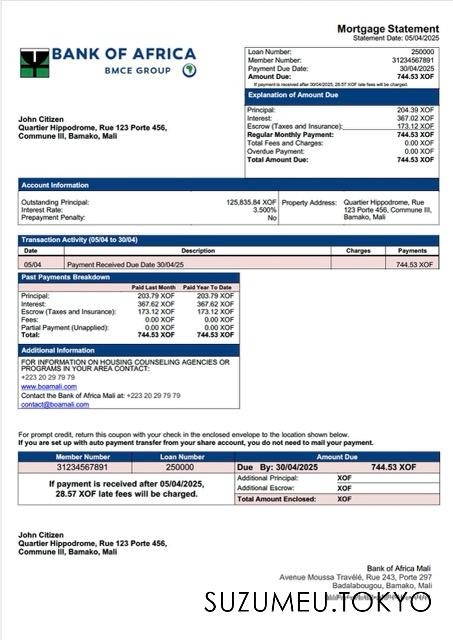 Mortgage Statement
Statement Date: 05/04/2025
BANK OF AFRICA
BMCE GROUP
Loan Number: 250000
Member Number: 31234567891
Payment Due Date: 30/04/2025
Amount Due: 744.53 XOF
If payment is received after 30/04/2025, 28.57 XOF late fees will be charged.
John Citizen
Quartier Hippodrome, Rue 123 Porte 456,
Commune III, Bamako, Mali
Explanation of Amount Due
Principal: 204.39 XOF
Interest: 367.02 XOF
Escrow (Taxes and Insurance): 173.12 XOF
Regular Monthly Payment: 744.53 XOF
Total Fees and Charges: 0.00 XOF
Overdue Payment: 0.00 XOF
Total Amount Due: 744.53 XOF
Account Information
Outstanding Principal: 125,835.84 XOF
Interest Rate: 3.500%
Prepayment Penalty: No
Property Address: Quartier Hippodrome, Rue
123 Porte 456, Commune III,
Bamako, Mali
Transaction Activity (05/04 to 30/04)
Date Description Charges Payments
05/04 Payment Received Due Date 30/04/25 744.53 XOF
Past Payments Breakdown
Paid Last Month Paid Year To Date
Principal: 203.79 XOF 203.79 XOF
Interest: 367.62 XOF 367.62 XOF
Escrow (Taxes and Insurance): 173.12 XOF 173.12 XOF
Fees: 0.00 XOF 0.00 XOF
Partial Payment (Unapplied): 0.00 XOF 0.00 XOF
Total: 744.53 XOF 744.53 XOF
Additional Information
FOR INFORMATION ON HOUSING COUNSELING AGENCIES OR
PROGRAMS IN YOUR AREA CONTACT:
+223 20 29 79 79
www.boamali.com
Contact the Bank of Africa Mali at: +223 20 29 79 79
contact@boamali.com
For prompt credit, return this coupon with your check in the enclosed envelope to the location shown below.
If you are set up with auto payment transfer from your share account, you do not need to mail your payment.
Member Number Loan Number Amount Due
31234567891 250000 Due By: 30/04/2025 744.53 XOF
If payment is received after 05/04/2025,
28.57 XOF late fees will be charged.
Additional Principal: XOF
Additional Escrow: XOF
Total Amount Enclosed: XOF
John Citizen
Quartier Hippodrome, Rue 123 Porte 456,
Commune III, Bamako, Mali
Bank of Africa Mali
Avenue Moussa Travélé, Rue 243, Porte 297
Badalabougou, Bamako, Mali
SUZUMEU.TOKYO